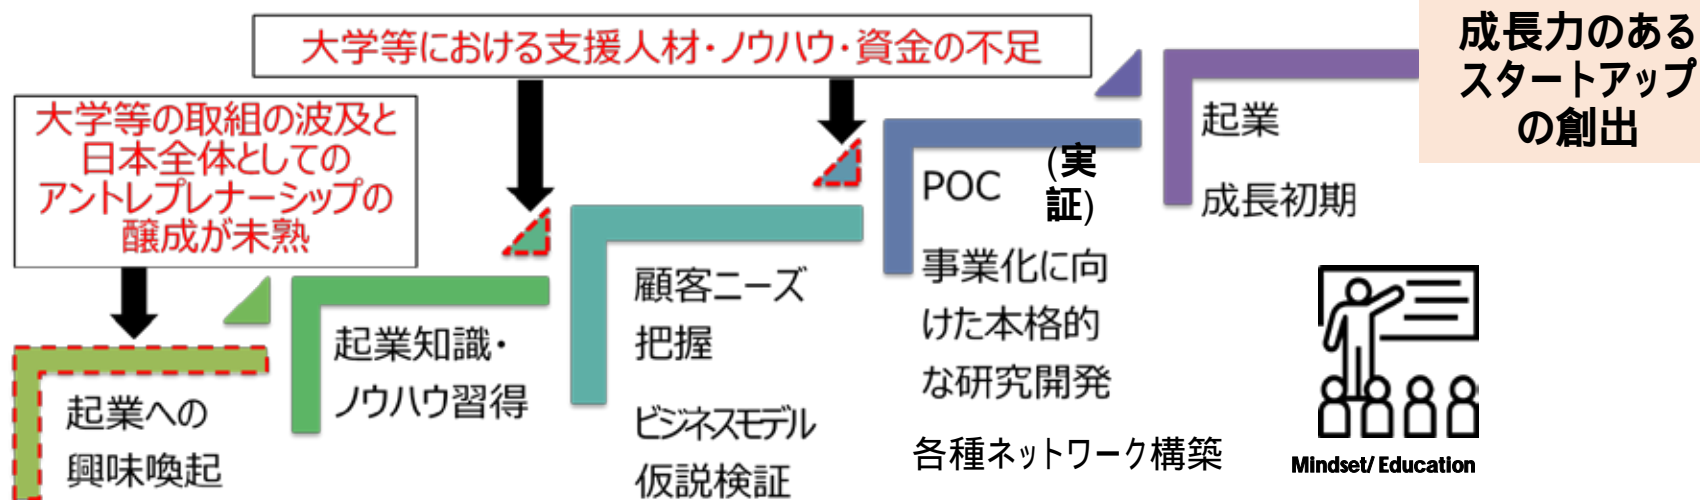 大学等における支援人材・ノウハウ・資金の不足
成長力のある
スタートアップ
の創出
大学等の取組の波及と
日本全体としての
アントレプレナーシップの
醸成が未熟
起業への
興味喚起
起業知識・
ノウハウ習得
顧客ニーズ
把握
ビジネスモデル
仮説検証
POC (実
証)
事業化に向
けた本格的
な研究開発
各種ネットワーク構築
起業
成長初期
Mindset/ Education